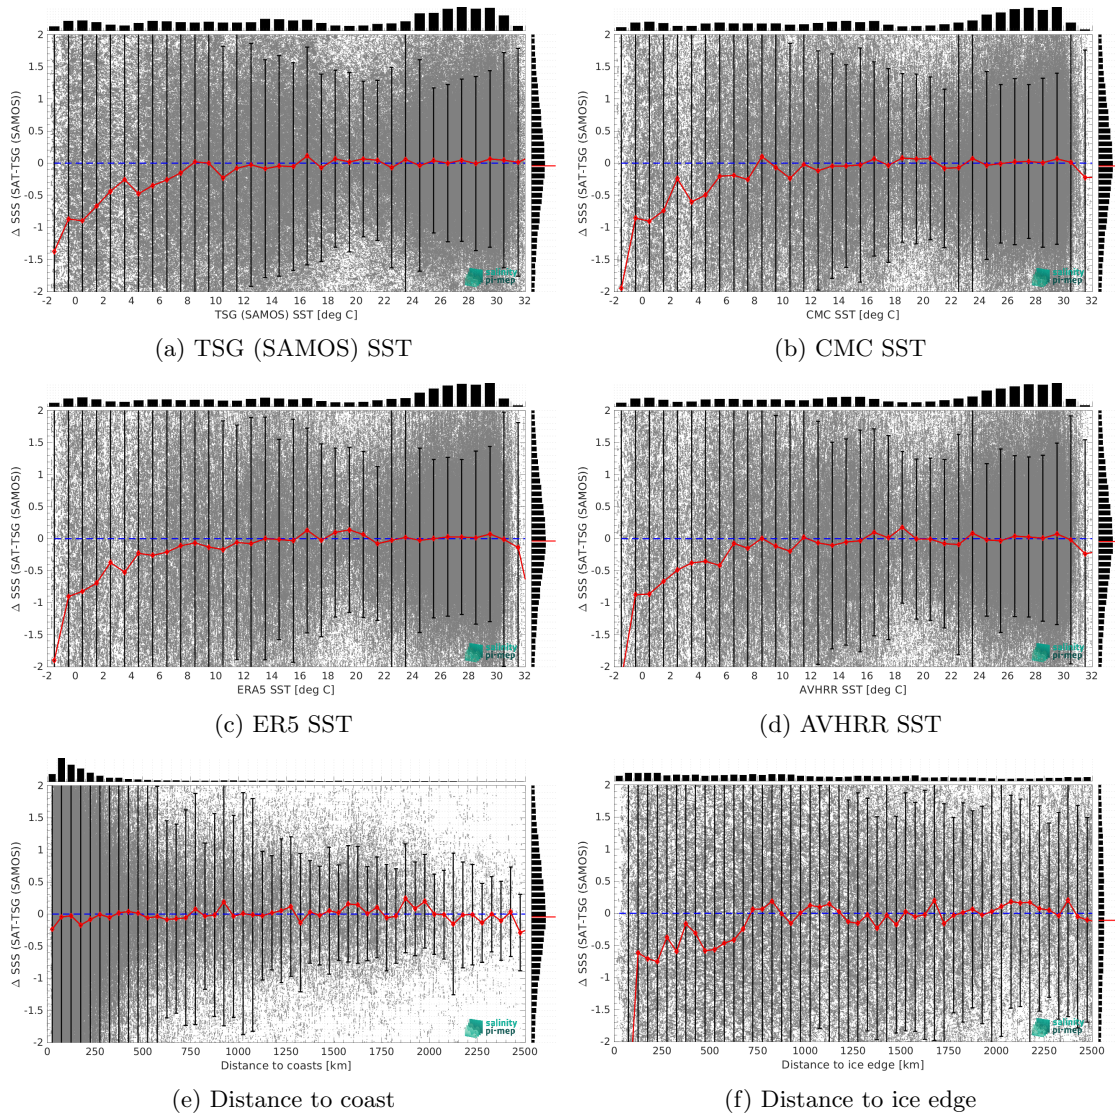 2
1.5
1
0.5
0
-0.5
-1
-1.5
-2
Δ SSS (SAT-TSG (SAMOS))
-2 0 2 4 6 8 10 12 14 16 18 20 22 24 26 28 30 32
TSG (SAMOS) SST [deg C]
salinity
pi-mep
(a) TSG (SAMOS) SST
2
1.5
1
0.5
0
-0.5
-1
-1.5
-2
Δ SSS (SAT-TSG (SAMOS))
-2 0 2 4 6 8 10 12 14 16 18 20 22 24 26 28 30 32
CMC SST [deg C]
salinity
pi-mep
(b) CMC SST
2
1.5
1
0.5
0
-0.5
-1
-1.5
-2
Δ SSS (SAT-TSG (SAMOS))
-2 0 2 4 6 8 10 12 14 16 18 20 22 24 26 28 30 32
ERA5 SST [deg C]
salinity
pi-mep
(c) ER5 SST
2
1.5
1
0.5
0
-0.5
-1
-1.5
-2
Δ SSS (SAT-TSG (SAMOS))
-2 0 2 4 6 8 10 12 14 16 18 20 22 24 26 28 30 32
AVHRR SST [deg C]
salinity
pi-mep
(d) AVHRR SST
2
1.5
1
0.5
0
-0.5
-1
-1.5
-2
Δ SSS (SAT-TSG (SAMOS))
0 250 500 750 1000 1250 1500 1750 2000 2250 2500
Distance to coasts [km]
salinity
pi-mep
(e) Distance to coast
2
1.5
1
0.5
0
-0.5
-1
-1.5
-2
Δ SSS (SAT-TSG (SAMOS))
0 250 500 750 1000 1250 1500 1750 2000 2250 2500
Distance to ice edge [km]
salinity
pi-mep
(f) Distance to ice edge